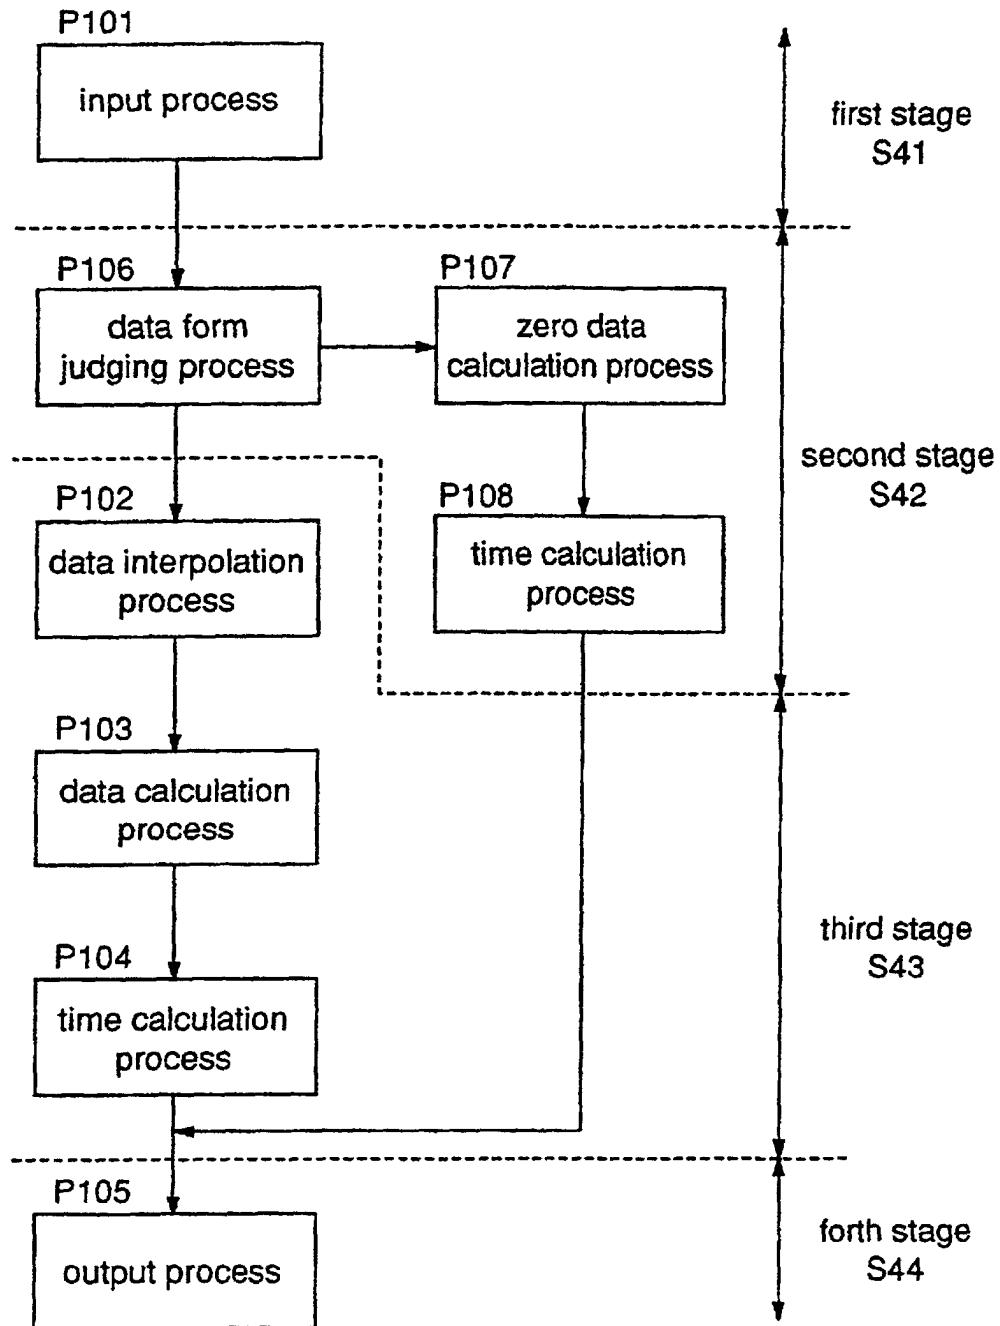 P101
input process
first stage
S41
P106
data form
judging process
P107
zero data
calculation process
second stage
S42
P102
data interpolation
process
P108
time calculation
process
P103
data calculation
process
third stage
S43
P104
time calculation
process
P105
output process
forth stage
S44